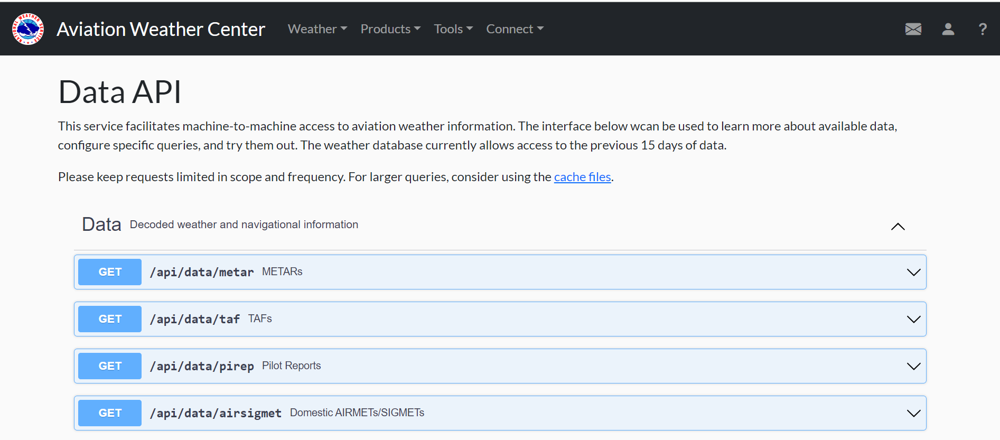 NATIONAL WEATHER SERVICE
Aviation Weather Center
Weather
Products
Tools
Connect
?
Data API
This service facilitates machine-to-machine access to aviation weather information. The interface below wcan be used to learn more about available data,
configure specific queries, and try them out. The weather database currently allows access to the previous 15 days of data.
Please keep requests limited in scope and frequency. For larger queries, consider using the cache files.
Data Decoded weather and navigational information
GET /api/data/metar METARs
GET /api/data/taf TAFs
GET /api/data/pirep Pilot Reports
GET /api/data/airsigmet Domestic AIRMETs/SIGMETs